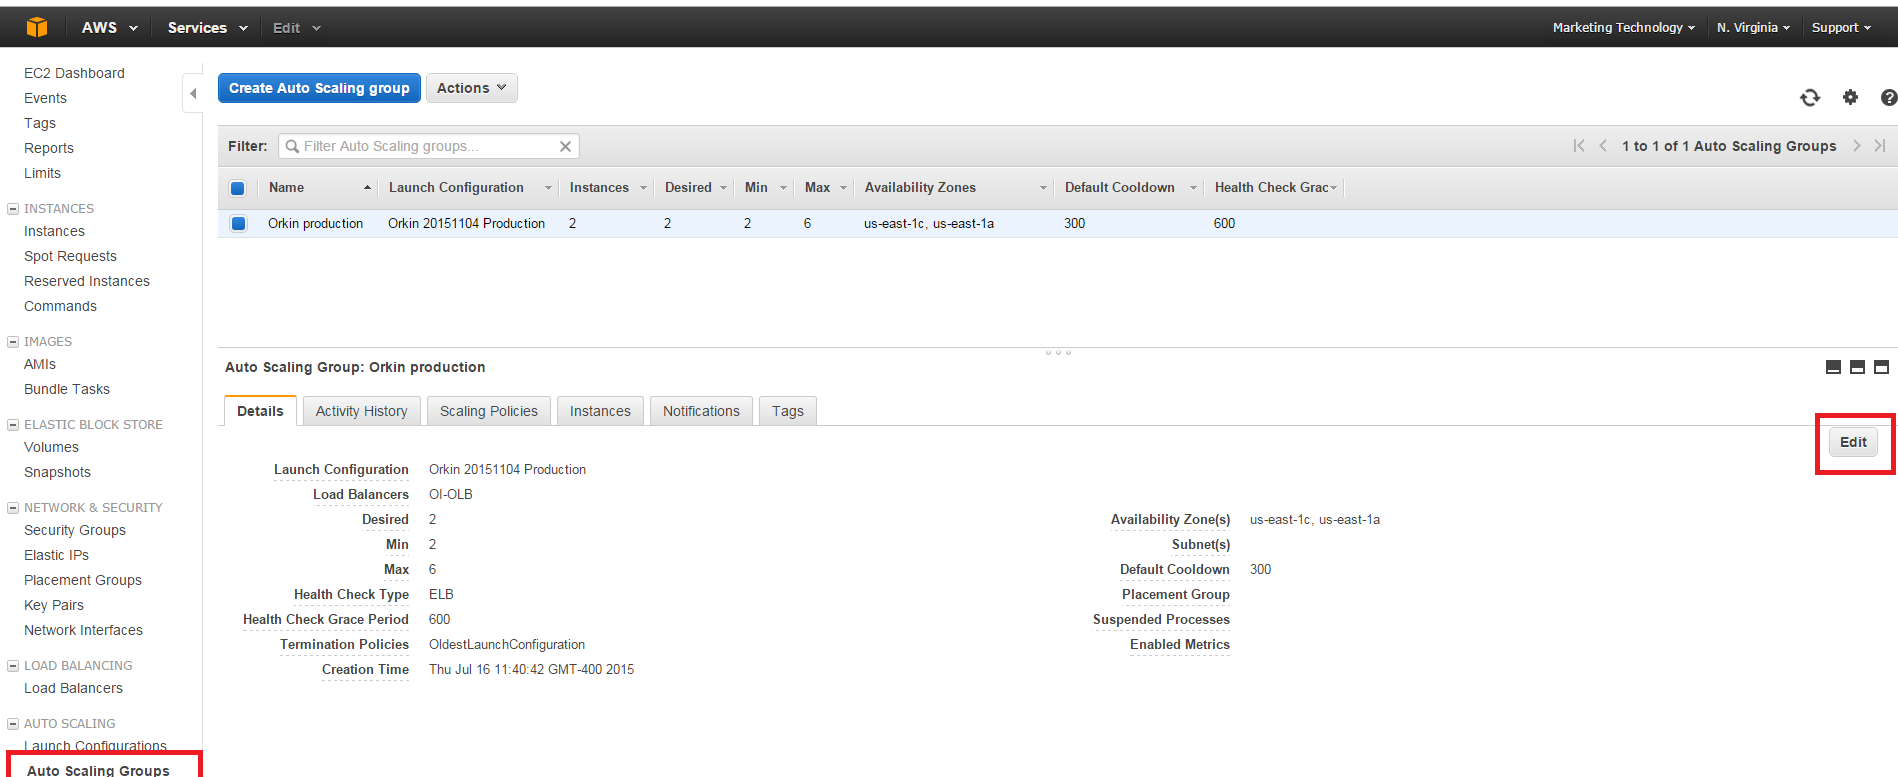 AWS Services Edit Marketing Technology N. Virginia Support
EC2 Dashboard
Events
Tags
Reports
Limits
INSTANCES
Instances
Spot Requests
Reserved Instances
Commands
IMAGES
AMIs
Bundle Tasks
ELASTIC BLOCK STORE
Volumes
Snapshots
NETWORK & SECURITY
Security Groups
Elastic IPs
Placement Groups
Key Pairs
Network Interfaces
LOAD BALANCING
Load Balancers
AUTO SCALING
Launch Configurations
Auto Scaling Groups
Create Auto Scaling group Actions
Filter: Filter Auto Scaling groups... 1 to 1 of 1 Auto Scaling Groups
Name Launch Configuration Instances Desired Min Max Availability Zones Default Cooldown Health Check Grac
Orkin production Orkin 20151104 Production 2 2 2 6 us-east-1c, us-east-1a 300 600
Auto Scaling Group: Orkin production
Details Activity History Scaling Policies Instances Notifications Tags
Edit
Launch Configuration Orkin 20151104 Production
Load Balancers OI-OLB
Desired 2
Min 2
Max 6
Health Check Type ELB
Health Check Grace Period 600
Termination Policies OldestLaunchConfiguration
Creation Time Thu Jul 16 11:40:42 GMT-400 2015
Availability Zone(s) us-east-1c, us-east-1a
Subnet(s)
Default Cooldown 300
Placement Group
Suspended Processes
Enabled Metrics